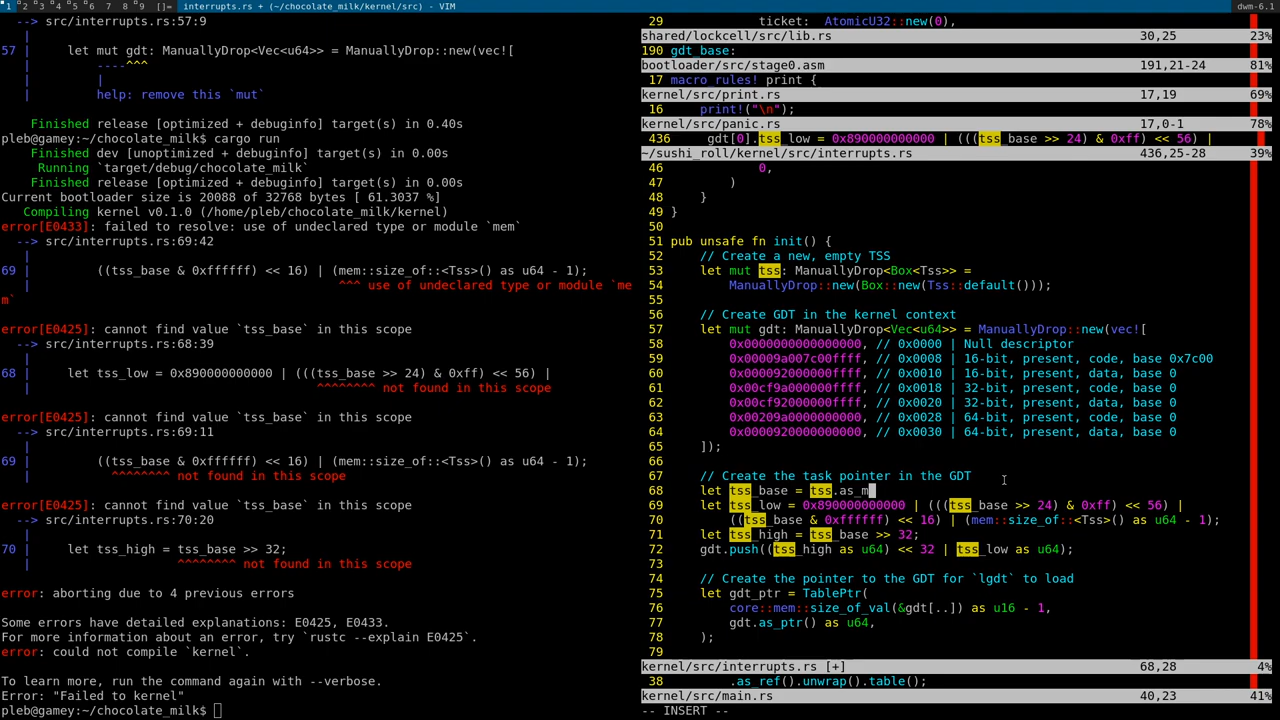 1 2 3 4 5 6 7 8 9 []= interrupts.rs + (~/chocolate_milk/kernel/src) - VIM dwm-6.1
--> src/interrupts.rs:57:9
|
57 | let mut gdt: ManuallyDrop<Vec<u64>> = ManuallyDrop::new(vec![
| ----^^^
| |
| help: remove this `mut`
Finished release [optimized + debuginfo] target(s) in 0.40s
pleb@gamey:~/chocolate_milk$ cargo run
Finished dev [unoptimized + debuginfo] target(s) in 0.00s
Running `target/debug/chocolate_milk`
Finished release [optimized + debuginfo] target(s) in 0.00s
Current bootloader size is 20088 of 32768 bytes [ 61.3037 %]
Compiling kernel v0.1.0 (/home/pleb/chocolate_milk/kernel)
error[E0433]: failed to resolve: use of undeclared type or module `mem`
--> src/interrupts.rs:69:42
|
69 | ((tss_base & 0xffffff) << 16) | (mem::size_of::<Tss>() as u64 - 1);
| ^^^ use of undeclared type or module `me
m`
error[E0425]: cannot find value `tss_base` in this scope
--> src/interrupts.rs:68:39
|
68 | let tss_low = 0x890000000000 | (((tss_base >> 24) & 0xff) << 56) |
| ^^^^^^^^ not found in this scope
error[E0425]: cannot find value `tss_base` in this scope
--> src/interrupts.rs:69:11
|
69 | ((tss_base & 0xffffff) << 16) | (mem::size_of::<Tss>() as u64 - 1);
| ^^^^^^^^ not found in this scope
error[E0425]: cannot find value `tss_base` in this scope
--> src/interrupts.rs:70:20
|
70 | let tss_high = tss_base >> 32;
| ^^^^^^^^ not found in this scope
error: aborting due to 4 previous errors
Some errors have detailed explanations: E0425, E0433.
For more information about an error, try `rustc --explain E0425`.
error: could not compile `kernel`.
To learn more, run the command again with --verbose.
Error: "Failed to kernel"
pleb@gamey:~/chocolate_milk$
29 ticket: AtomicU32::new(0),
shared/lockcell/src/lib.rs 30,25 23%
190 gdt_base:
bootloader/src/stage0.asm 191,21-24 81%
17 macro_rules! print {
kernel/src/print.rs 17,19 69%
16 print!("\n");
kernel/src/panic.rs 17,0-1 78%
436 gdt[0].tss_low = 0x890000000000 | (((tss_base >> 24) & 0xff) << 56) |
~/sushi_roll/kernel/src/interrupts.rs 436,25-28 39%
46 0,
47 )
48 }
49 }
50
51 pub unsafe fn init() {
52 // Create a new, empty TSS
53 let mut tss: ManuallyDrop<Box<Tss>> =
54 ManuallyDrop::new(Box::new(Tss::default()));
55
56 // Create GDT in the kernel context
57 let mut gdt: ManuallyDrop<Vec<u64>> = ManuallyDrop::new(vec![
58 0x0000000000000000, // 0x0000 | Null descriptor
59 0x00009a007c00ffff, // 0x0008 | 16-bit, present, code, base 0x7c00
60 0x000092000000ffff, // 0x0010 | 16-bit, present, data, base 0
61 0x00cf9a000000ffff, // 0x0018 | 32-bit, present, code, base 0
62 0x00cf92000000ffff, // 0x0020 | 32-bit, present, data, base 0
63 0x00209a0000000000, // 0x0028 | 64-bit, present, code, base 0
64 0x0000920000000000, // 0x0030 | 64-bit, present, data, base 0
65 ]);
66
67 // Create the task pointer in the GDT
68 let tss_base = tss.as_m
69 let tss_low = 0x890000000000 | (((tss_base >> 24) & 0xff) << 56) |
70 ((tss_base & 0xffffff) << 16) | (mem::size_of::<Tss>() as u64 - 1);
71 let tss_high = tss_base >> 32;
72 gdt.push((tss_high as u64) << 32 | tss_low as u64);
73
74 // Create the pointer to the GDT for `lgdt` to load
75 let gdt_ptr = TablePtr(
76 core::mem::size_of_val(&gdt[..]) as u16 - 1,
77 gdt.as_ptr() as u64,
78 );
79
kernel/src/interrupts.rs [+] 68,28 4%
38 .as_ref().unwrap().table();
kernel/src/main.rs 40,23 41%
-- INSERT --